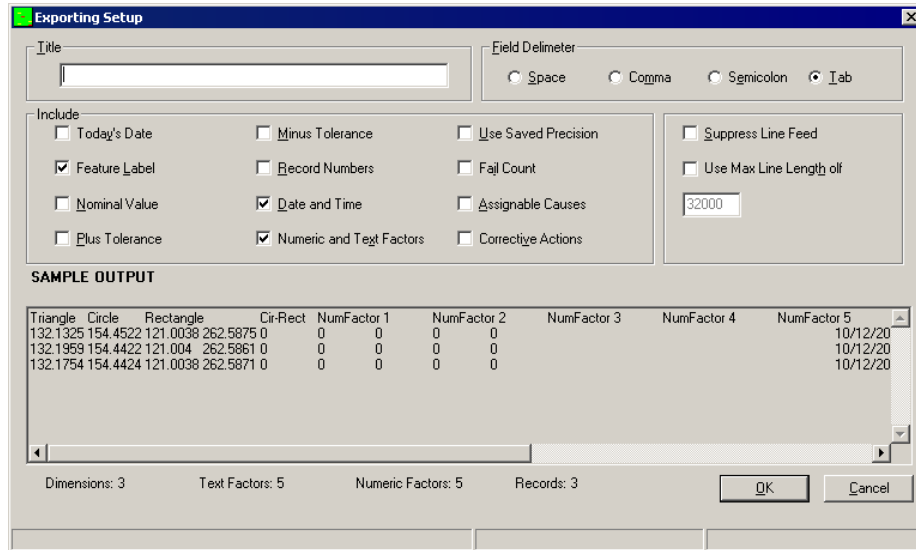 Exporting Setup
Title
Field Delimeter
Space Comma Semicolon Tab
Include
Today's Date Minus Tolerance Use Saved Precision
Feature Label Record Numbers Fail Count
Nominal Value Date and Time Assignable Causes
Plus Tolerance Numeric and Text Factors Corrective Actions
Suppress Line Feed
Use Max Line Length olf
32000
SAMPLE OUTPUT
Triangle Circle Rectangle Cir-Rect NumFactor 1 NumFactor 2 NumFactor 3 NumFactor 4 NumFactor 5
132.1325 154.4522 121.0038 262.5875 0 0 0 0 0 10/12/20
132.1959 154.4422 121.004 262.5861 0 0 0 0 0 10/12/20
132.1754 154.4424 121.0038 262.5871 0 0 0 0 0 10/12/20
Dimensions: 3 Text Factors: 5 Numeric Factors: 5 Records: 3
OK Cancel